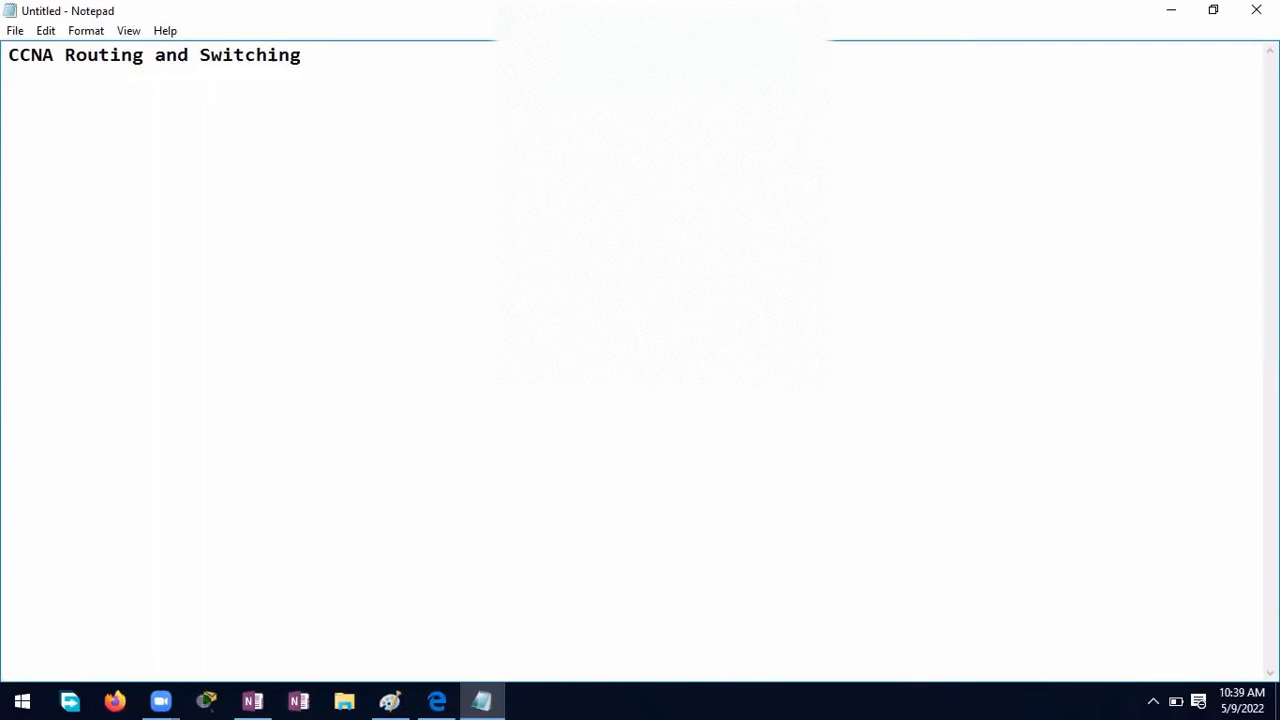 Untitled - Notepad
File Edit Format View Help
CCNA Routing and Switching
10:39 AM
5/9/2022